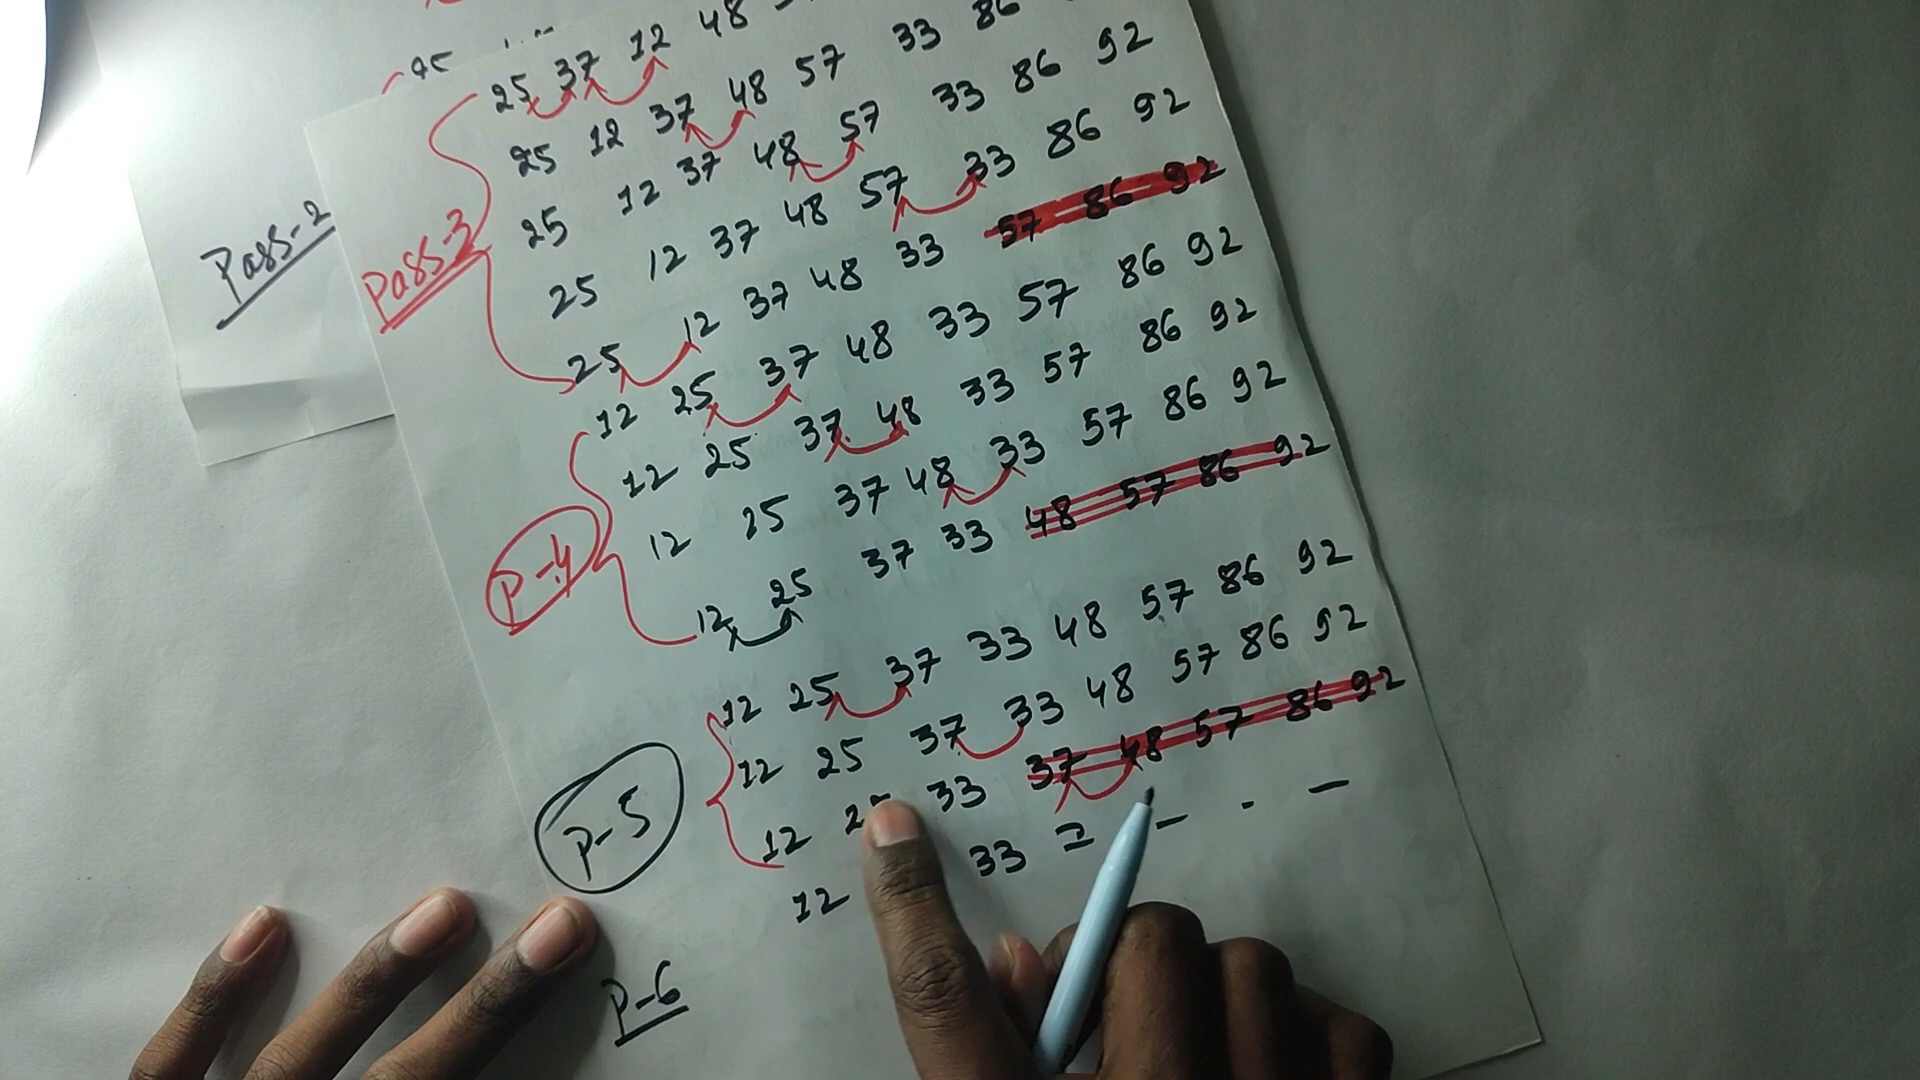 95
25 37 12 48
25 12 37 48 57 33 86
25 12 37 48 57 33 86 92
Pass-2
Pass-3
25 12 37 48 57 33 86 92
25 12 37 48 33 57 86 92
12 25 37 48 33 57 86 92
12 25 37 48 33 57 86 92
P-4
12 25 37 48 33 57 86 92
12 25 37 33 48 57 86 92
12 25 37 33 48 57 86 92
12 25 37 33 48 57 86 92
P-5
12 33 37 48 57 86 92
12 33 = - . -
P-6